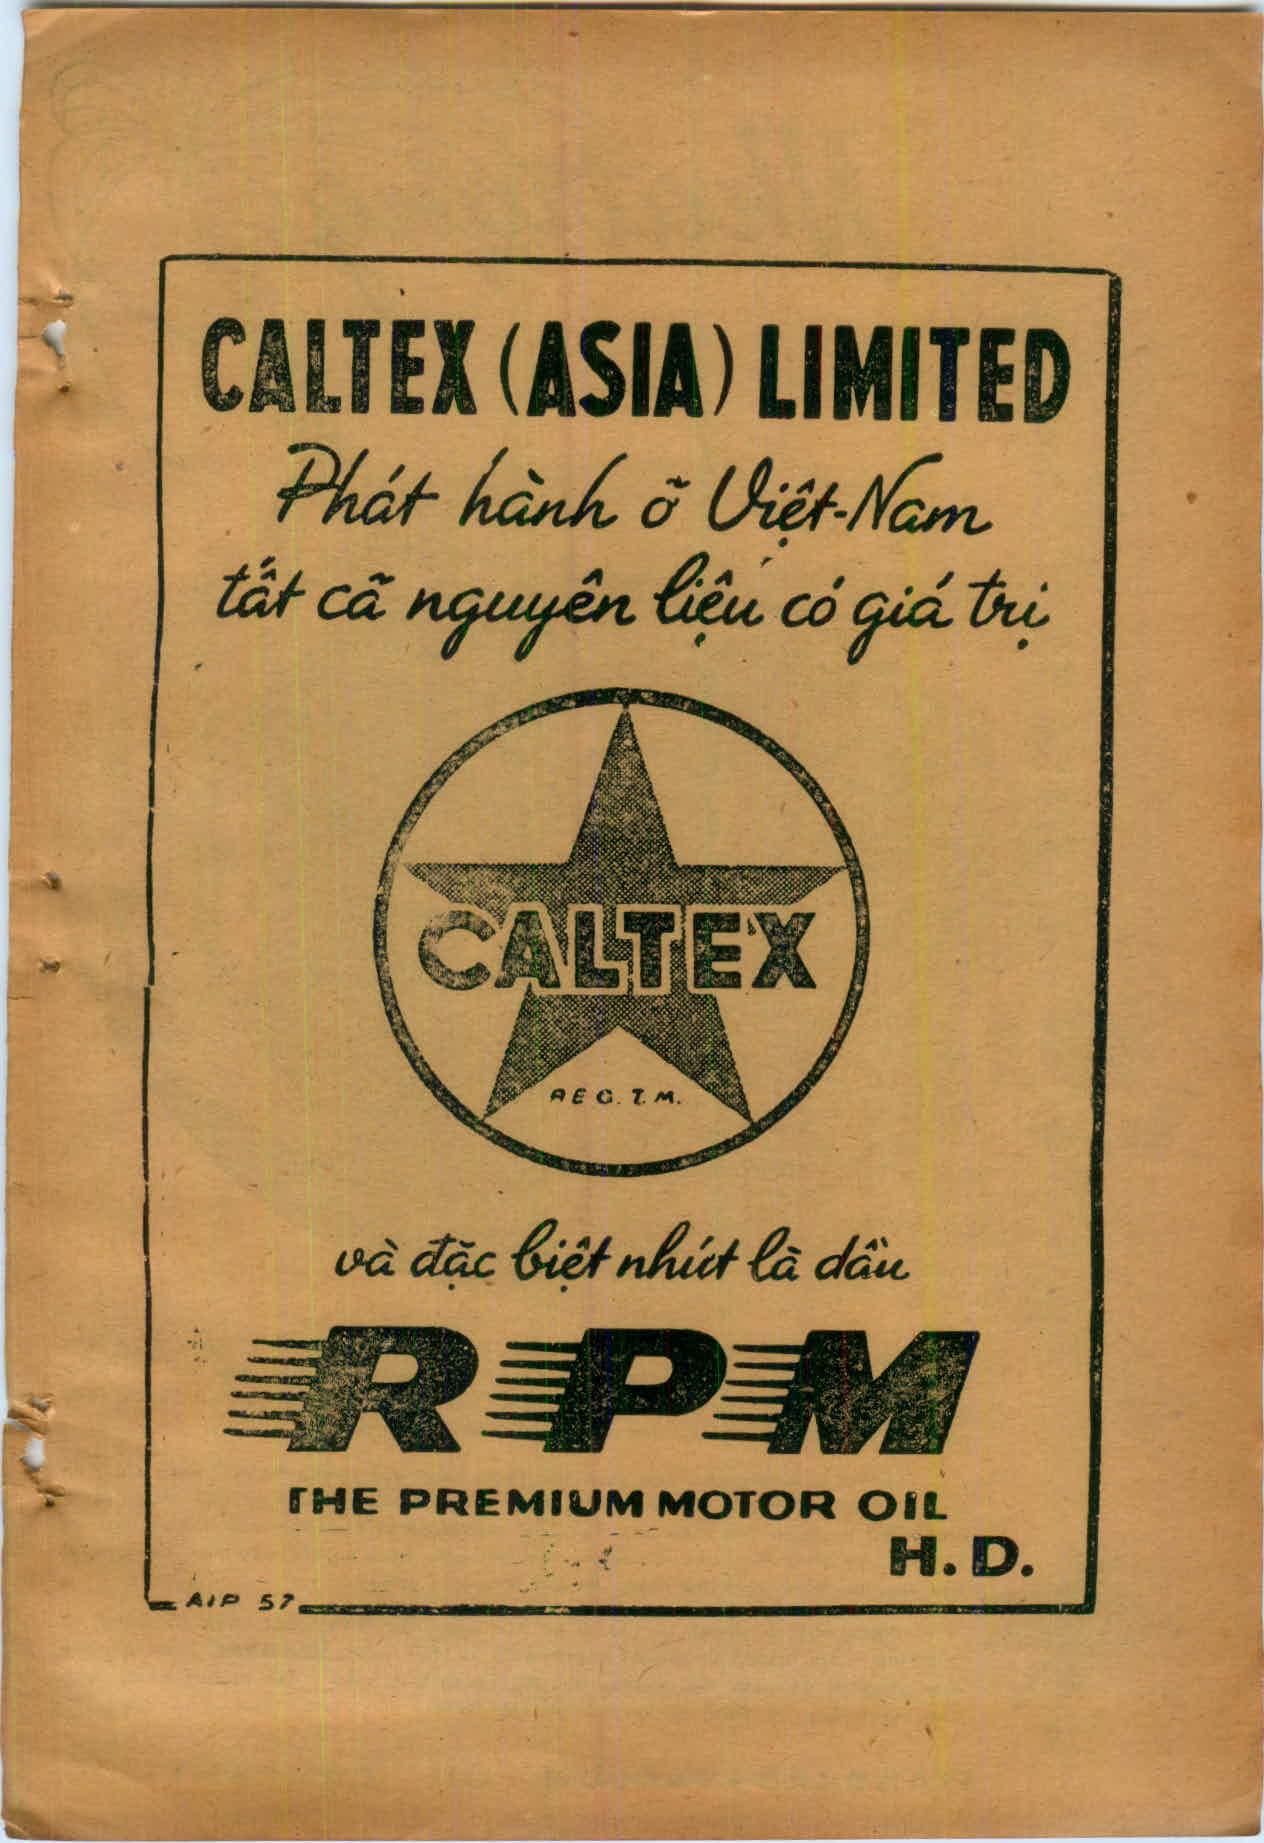 CALTEX (ASIA) LIMITED
Phát hành ỡ Việt-Nam
tất cã nguyên liệu có giá trị
CALTEX
REG. T. M.
và đặc biệt nhứt là dầu
RPM
THE PREMIUM MOTOR OIL
H. D.
AIP 57